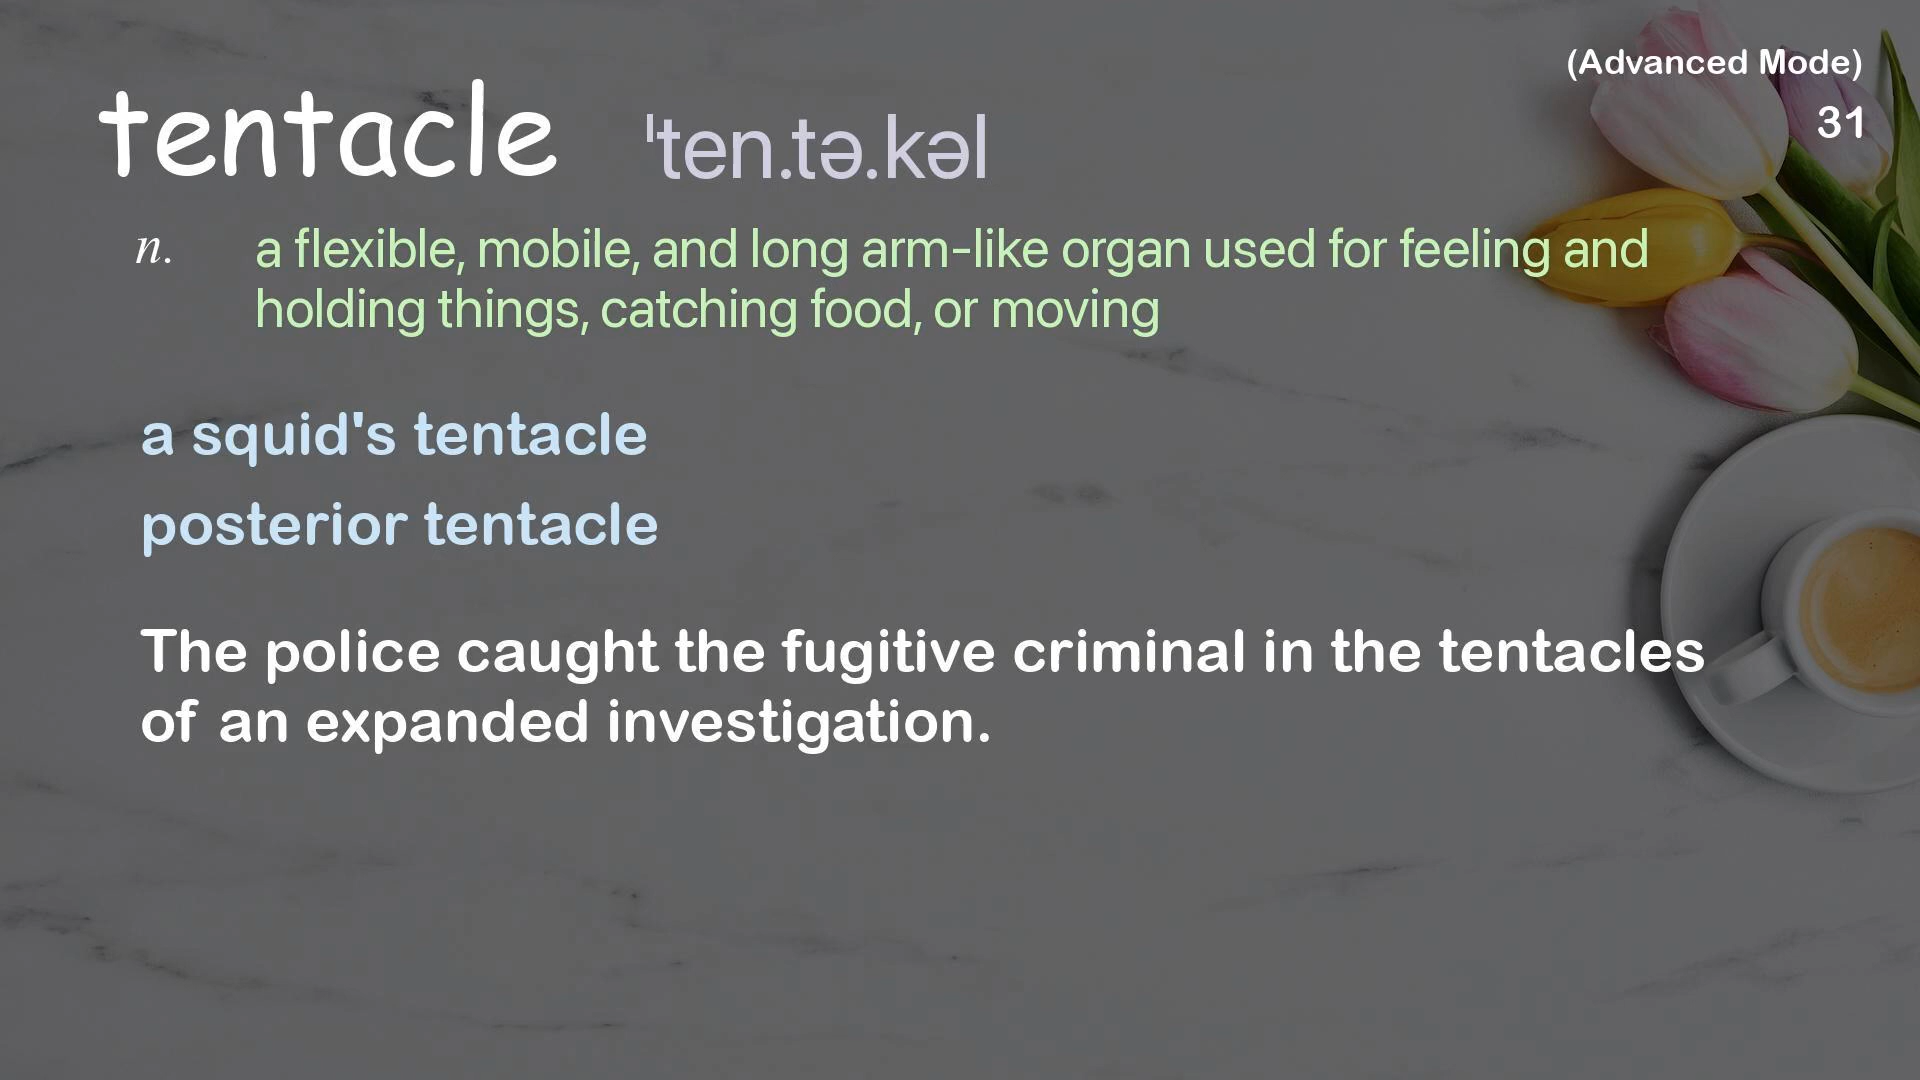 (Advanced Mode)
31
tentacle ˈten.tə.kəl
n. a flexible, mobile, and long arm-like organ used for feeling and
holding things, catching food, or moving
a squid's tentacle
posterior tentacle
The police caught the fugitive criminal in the tentacles
of an expanded investigation.